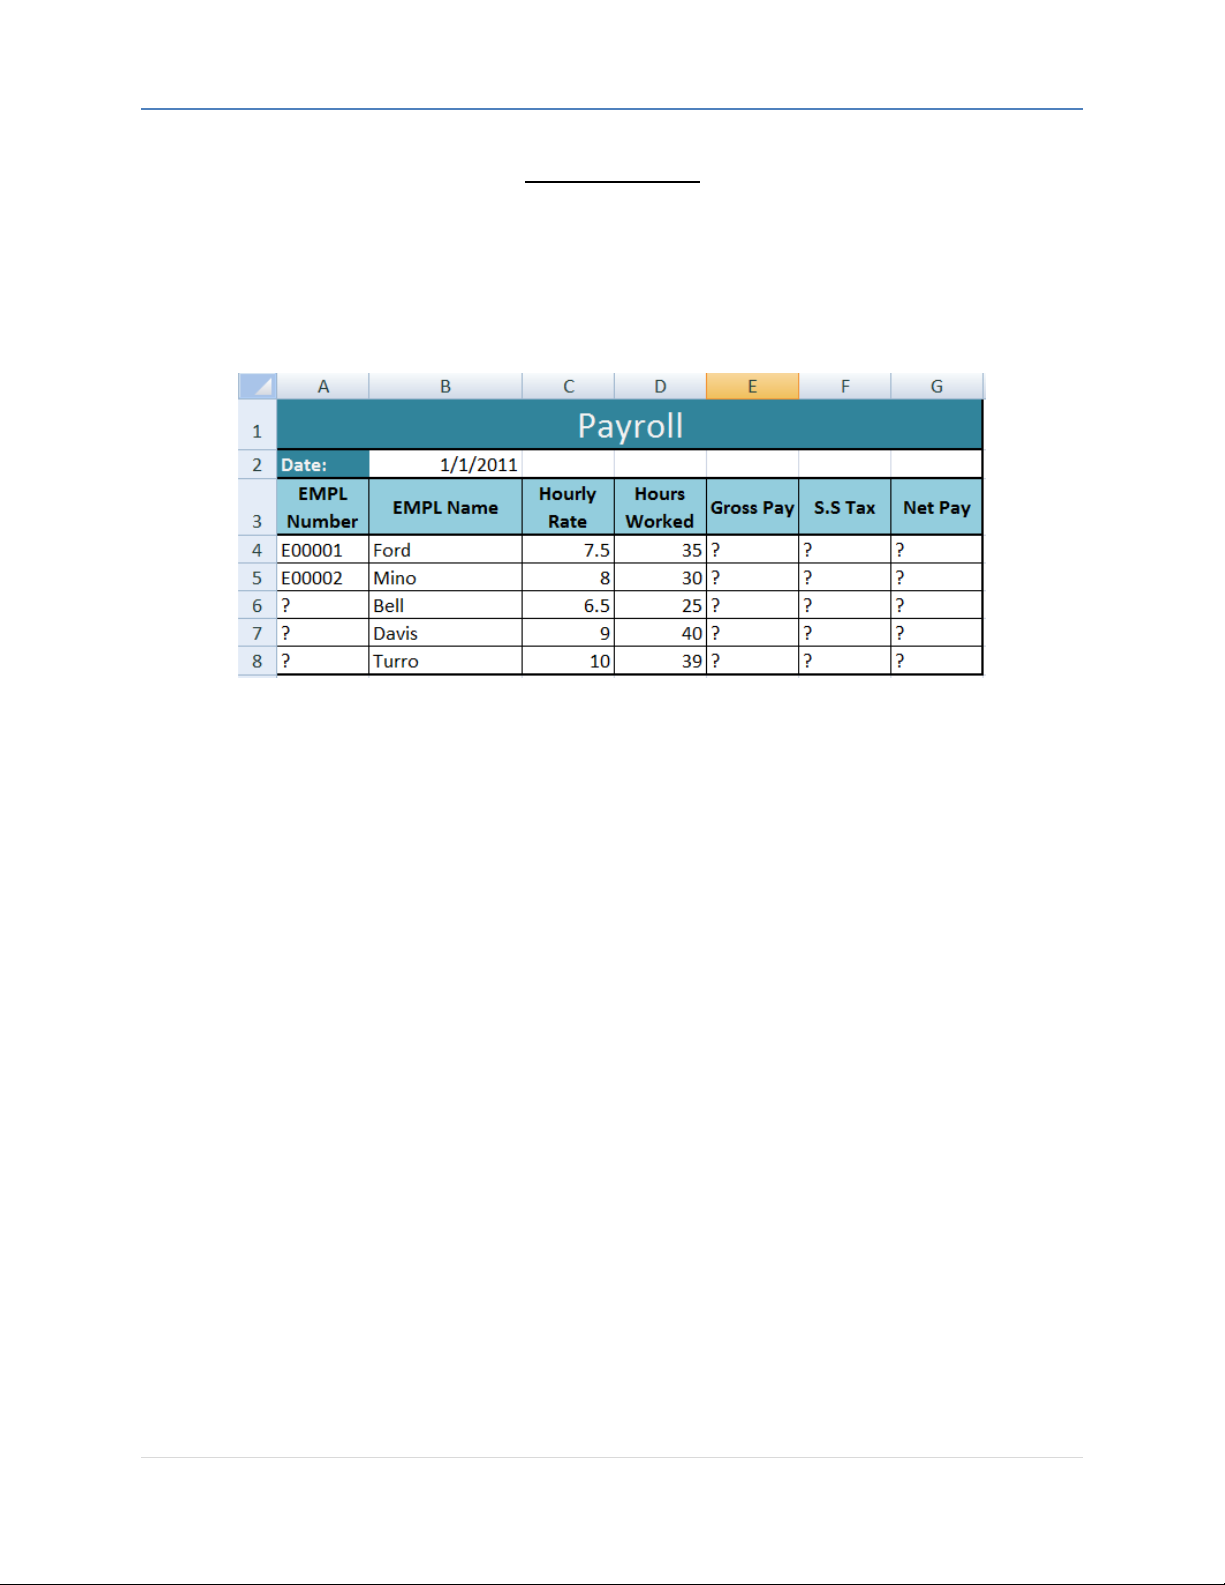 A B C D E F G
1 Payroll
2 Date: 1/1/2011
3 EMPL Number EMPL Name Hourly Rate Hours Worked Gross Pay S.S Tax Net Pay
4 E00001 Ford 7.5 35 ? ? ?
5 E00002 Mino 8 30 ? ? ?
6 ? Bell 6.5 25 ? ? ?
7 ? Davis 9 40 ? ? ?
8 ? Turro 10 39 ? ? ?